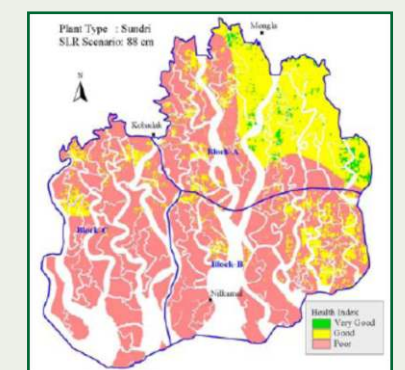 Plant Type : Sundri
SLR Scenario: 88 cm
Mongla
N
Kobadak
Block-A
Block-C
Block-B
Nilkamal
Health Index
Very Good
Good
Poor